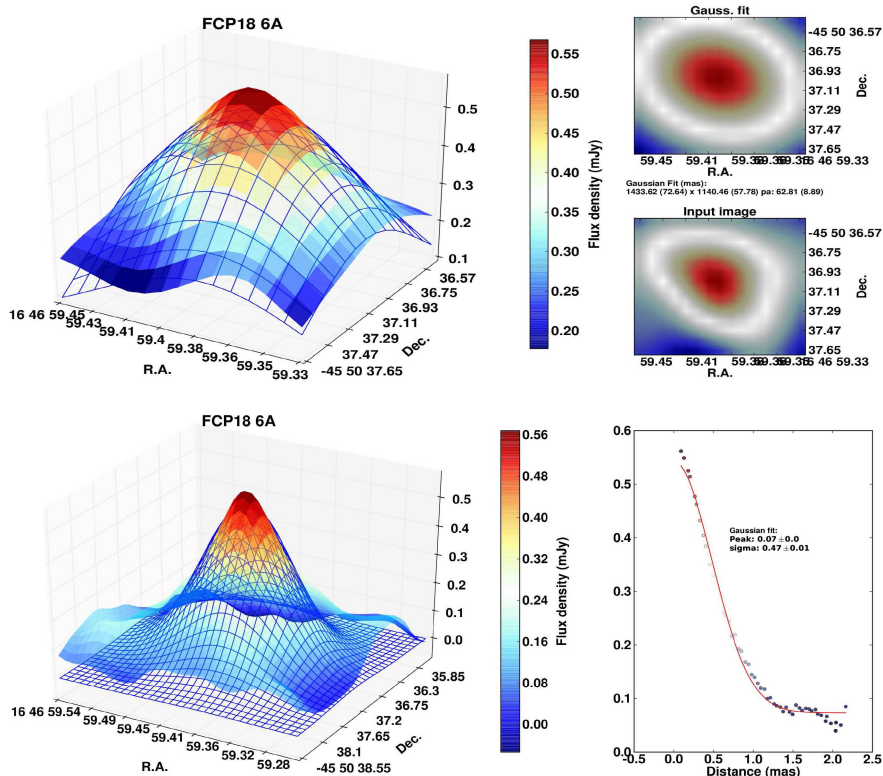 FCP18 6A
0.5
0.4
0.3
0.2
0.1
36.57
36.75
36.93
37.11
37.29
37.47
-45 50 37.65
Dec.
16 46 59.45
59.43
59.41
59.4
59.38
59.36
59.35
59.33
R.A.
0.55
0.50
0.45
0.40
0.35
0.30
0.25
0.20
Flux density (mJy)
Gauss. fit
-45 50 36.57
36.75
36.93
37.11
37.29
37.47
37.65
Dec.
59.45 59.41 59.38 59.35 16 46 59.33
R.A.
Gaussian Fit (mas):
1433.62 (72.64) x 1140.46 (57.78) pa: 62.81 (8.89)
Input image
-45 50 36.57
36.75
36.93
37.11
37.29
37.47
37.65
Dec.
R.A.
FCP18 6A
0.5
0.4
0.3
0.2
0.1
0.0
35.85
36.3
36.75
37.2
37.65
38.1
-45 50 38.55
Dec.
16 46 59.54
59.49
59.45
59.41
59.36
59.32
59.28
R.A.
0.56
0.48
0.40
0.32
0.24
0.16
0.08
0.00
Flux density (mJy)
0.6
0.5
0.4
0.3
0.2
0.1
0.0
Gaussian fit:
Peak: 0.07 ±0.0
sigma: 0.47 ±0.01
-0.5 0.0 0.5 1.0 1.5 2.0 2.5
Distance (mas)